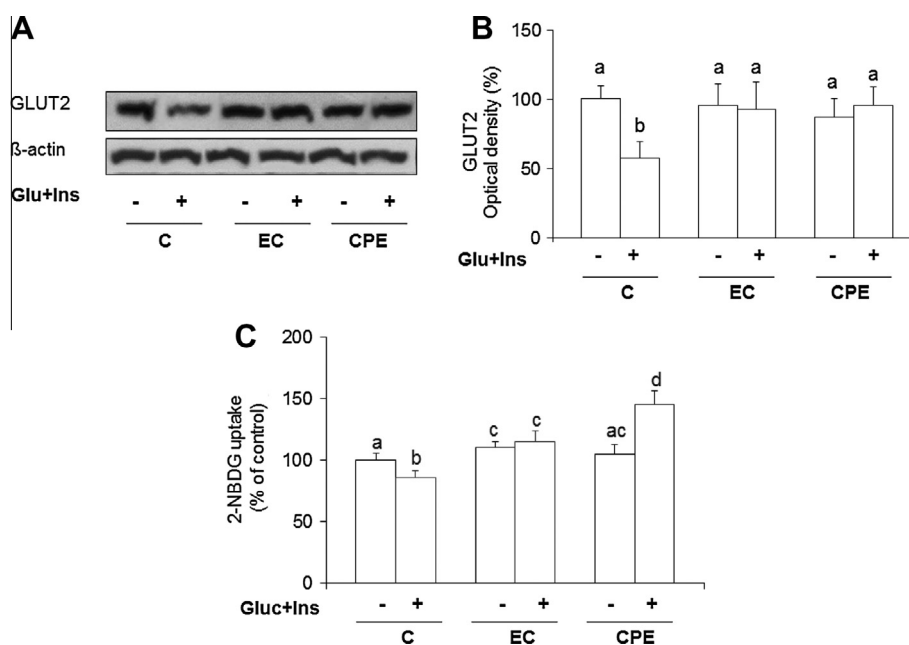 A
GLUT2
ß-actin
Glu+Ins - + - + - +
C EC CPE
B
GLUT2
Optical density (%)
150
100
50
0
a b a a a a
Glu+Ins - + - + - +
C EC CPE
C
2-NBDG uptake
(% of control)
200
150
100
50
0
a b c c ac d
Gluc+Ins - + - + - +
C EC CPE